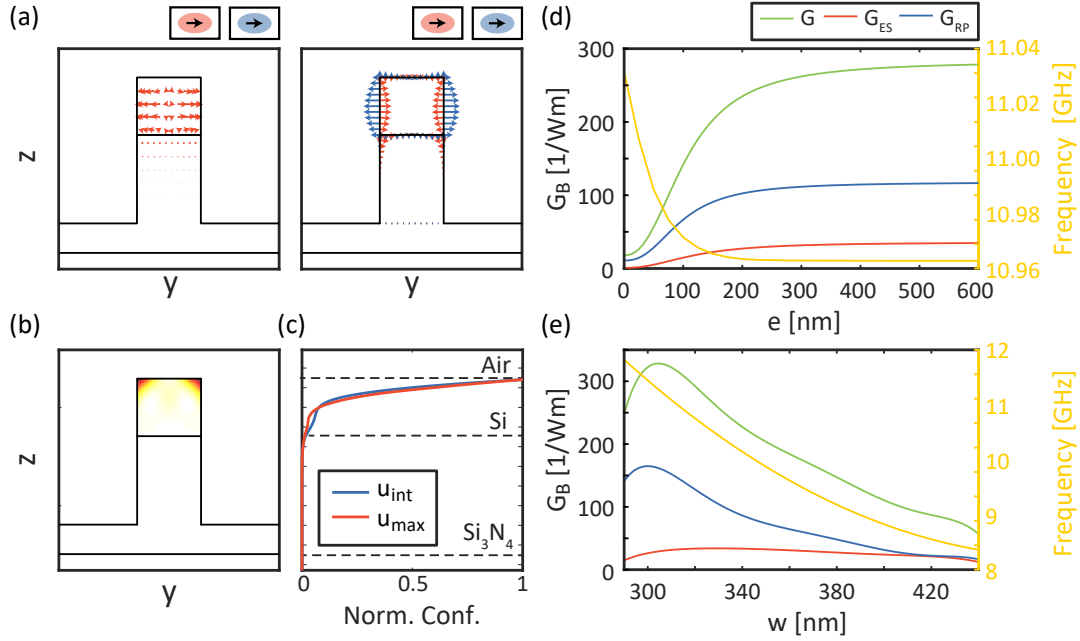 (a)
z
y
y
(b)
z
y
(c)
Air
Si
Si₃N₄
u_int
u_max
0
0.5
1
Norm. Conf.
(d)
G G_ES G_RP
300
200
100
0
G_B [1/Wm]
0 100 200 300 400 500 600
e [nm]
11.04
11.02
11.00
10.98
10.96
Frequency [GHz]
(e)
300
200
100
0
G_B [1/Wm]
300 340 380 420
w [nm]
12
11
10
9
8
Frequency [GHz]